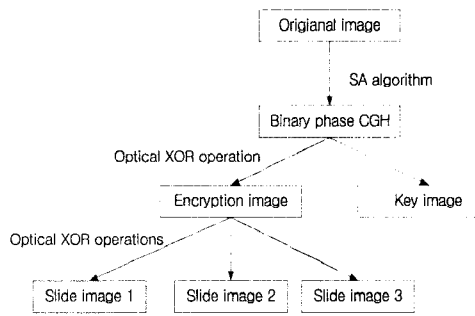 Origianal image
SA algorithm
Binary phase CGH
Optical XOR operation
Encryption image
Key image
Optical XOR operations
Slide image 1
Slide image 2
Slide image 3